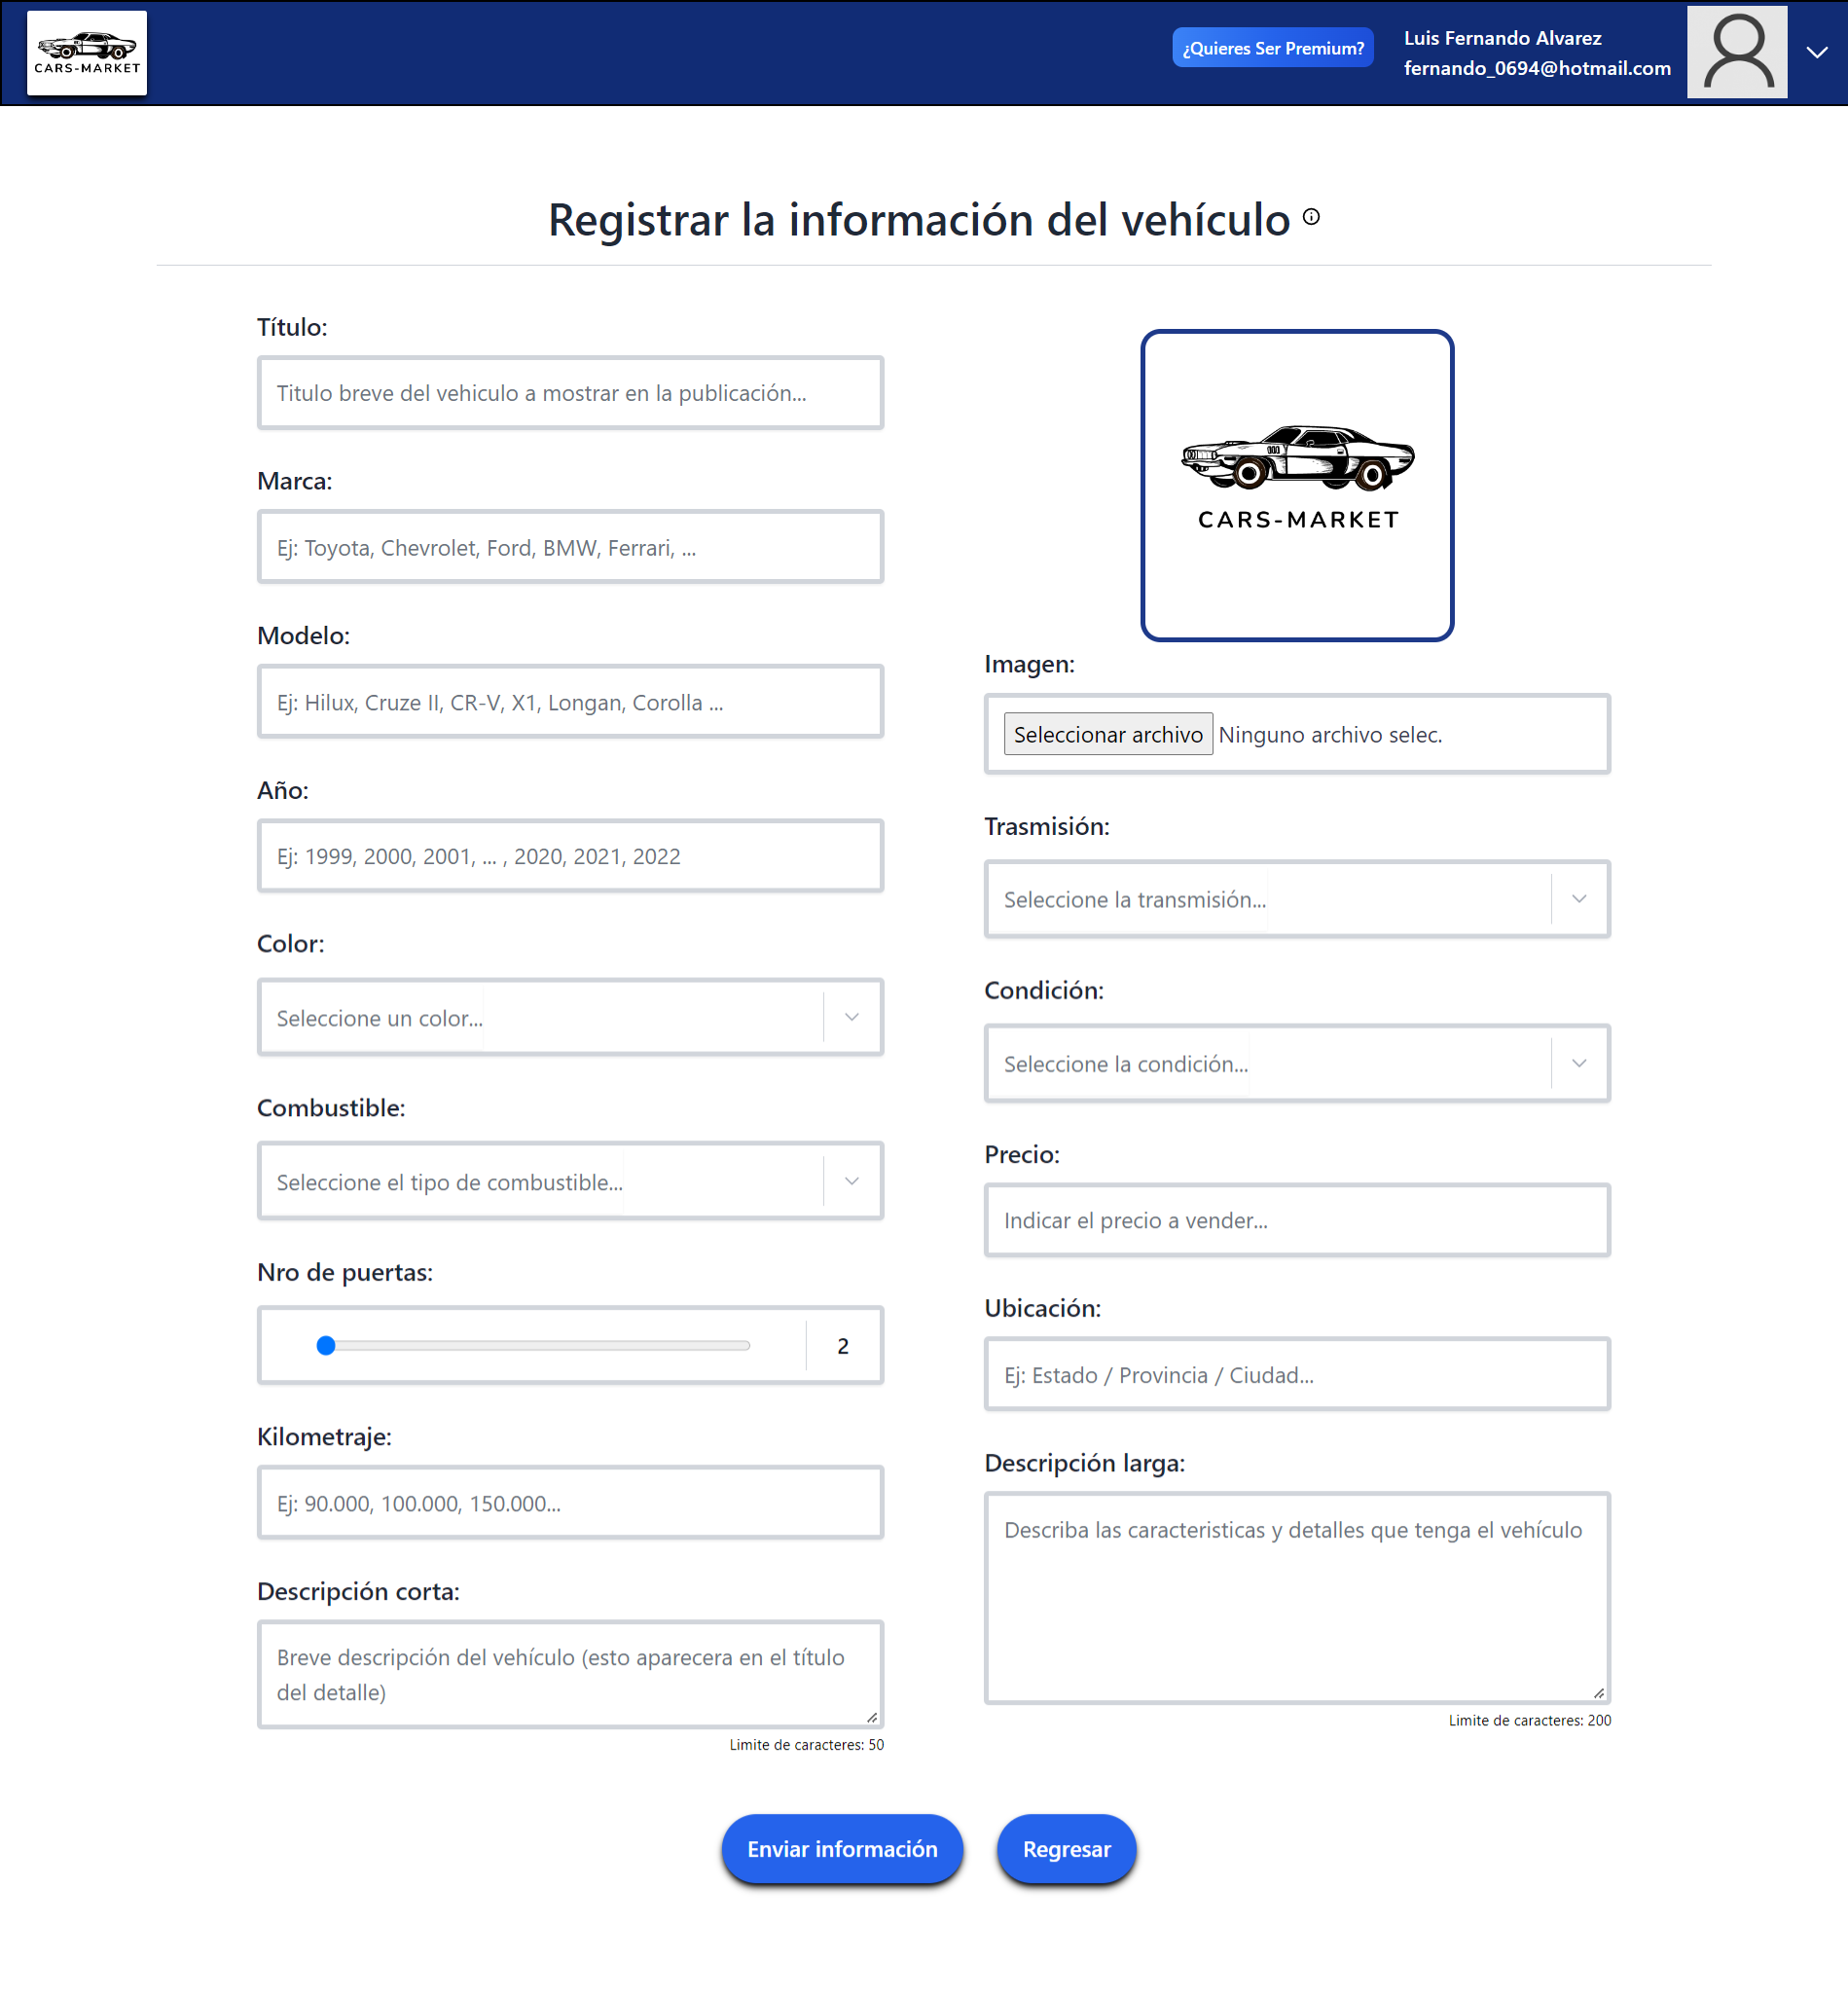 CARS-MARKET
¿Quieres Ser Premium?
Luis Fernando Alvarez
fernando_0694@hotmail.com
Registrar la información del vehículo
Título:
Titulo breve del vehiculo a mostrar en la publicación...
Marca:
Ej: Toyota, Chevrolet, Ford, BMW, Ferrari, ...
Modelo:
Ej: Hilux, Cruze II, CR-V, X1, Longan, Corolla ...
Año:
Ej: 1999, 2000, 2001, ... , 2020, 2021, 2022
Color:
Seleccione un color...
Combustible:
Seleccione el tipo de combustible...
Nro de puertas:
2
Kilometraje:
Ej: 90.000, 100.000, 150.000...
Descripción corta:
Breve descripción del vehículo (esto aparecera en el título
del detalle)
Limite de caracteres: 50
CARS-MARKET
Imagen:
Seleccionar archivo Ninguno archivo selec.
Trasmisión:
Seleccione la transmisión...
Condición:
Seleccione la condición...
Precio:
Indicar el precio a vender...
Ubicación:
Ej: Estado / Provincia / Ciudad...
Descripción larga:
Describa las caracteristicas y detalles que tenga el vehículo
Limite de caracteres: 200
Enviar información
Regresar